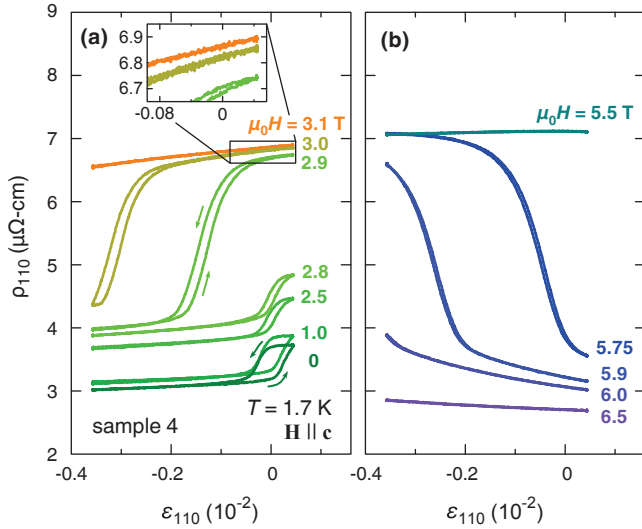 (a)
6.9
6.8
6.7
-0.08
0
μ₀H = 3.1 T
3.0
2.9
2.8
2.5
1.0
0
T = 1.7 K
H || c
sample 4
9
8
7
6
5
4
3
2
ρ₁₁₀ (μΩ-cm)
-0.4
-0.2
0
ε₁₁₀ (10⁻²)
(b)
μ₀H = 5.5 T
5.75
5.9
6.0
6.5
-0.4
-0.2
0
ε₁₁₀ (10⁻²)